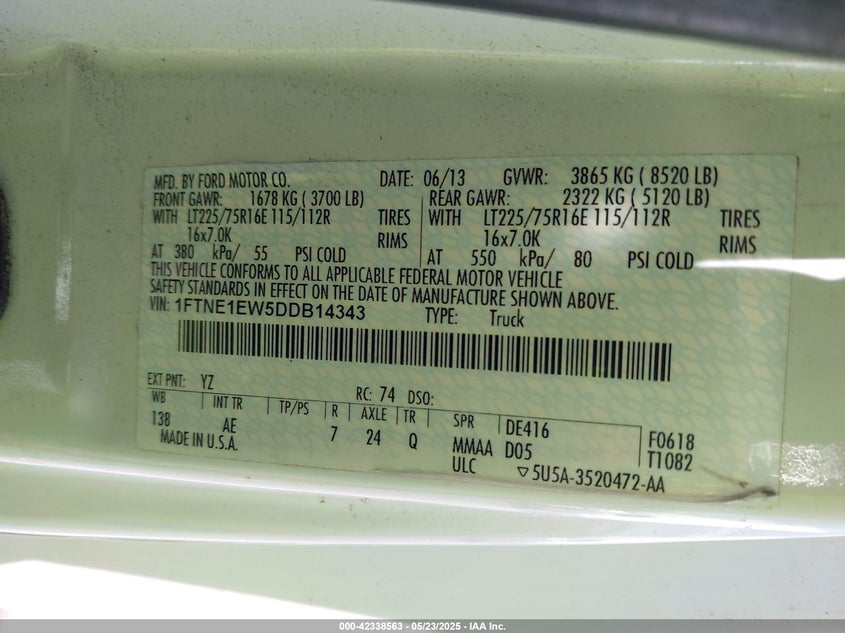 MFD. BY FORD MOTOR CO. DATE: 06/13 GVWR: 3865 KG ( 8520 LB)
FRONT GAWR: 1678 KG ( 3700 LB) REAR GAWR: 2322 KG ( 5120 LB)
WITH LT225/75R16E 115/112R TIRES WITH LT225/75R16E 115/112R TIRES
16x7.0K RIMS 16x7.0K RIMS
AT 380 kPa/ 55 PSI COLD AT 550 kPa/ 80 PSI COLD
THIS VEHICLE CONFORMS TO ALL APPLICABLE FEDERAL MOTOR VEHICLE
SAFETY STANDARDS IN EFFECT ON THE DATE OF MANUFACTURE SHOWN ABOVE.
VIN: 1FTNE1EW5DDB14343 TYPE: Truck
EXT PNT: YZ RC: 74 DSO:
WB INT TR TP/PS R AXLE TR SPR DE416 F0618
138 AE 7 24 Q MMAA D05 T1082
MADE IN U.S.A. ULC ▽5U5A-3520472-AA
000-42338563 - 05/23/2025 - IAA Inc.